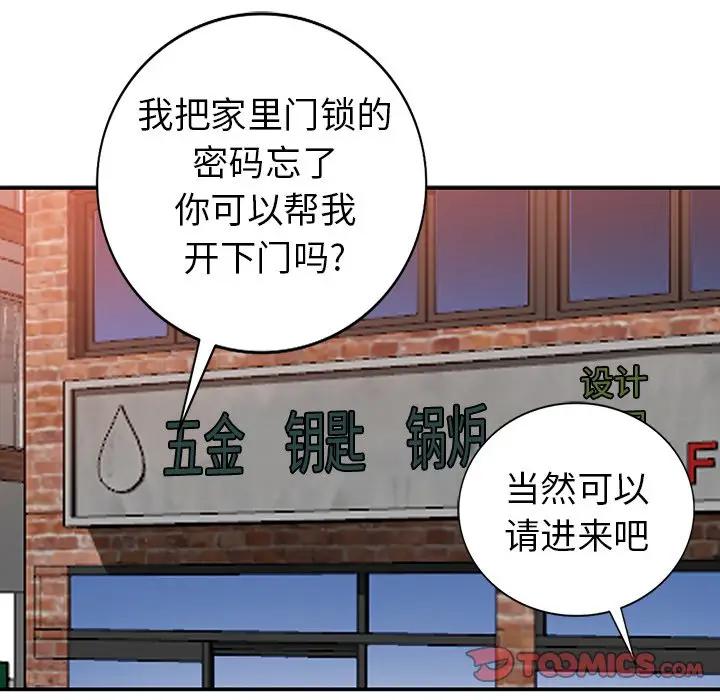 我把家里门锁的
密码忘了
你可以帮我
开下门吗?
五金 钥匙 锅炉
设计
F
当然可以
请进来吧
TOOMICS.COM